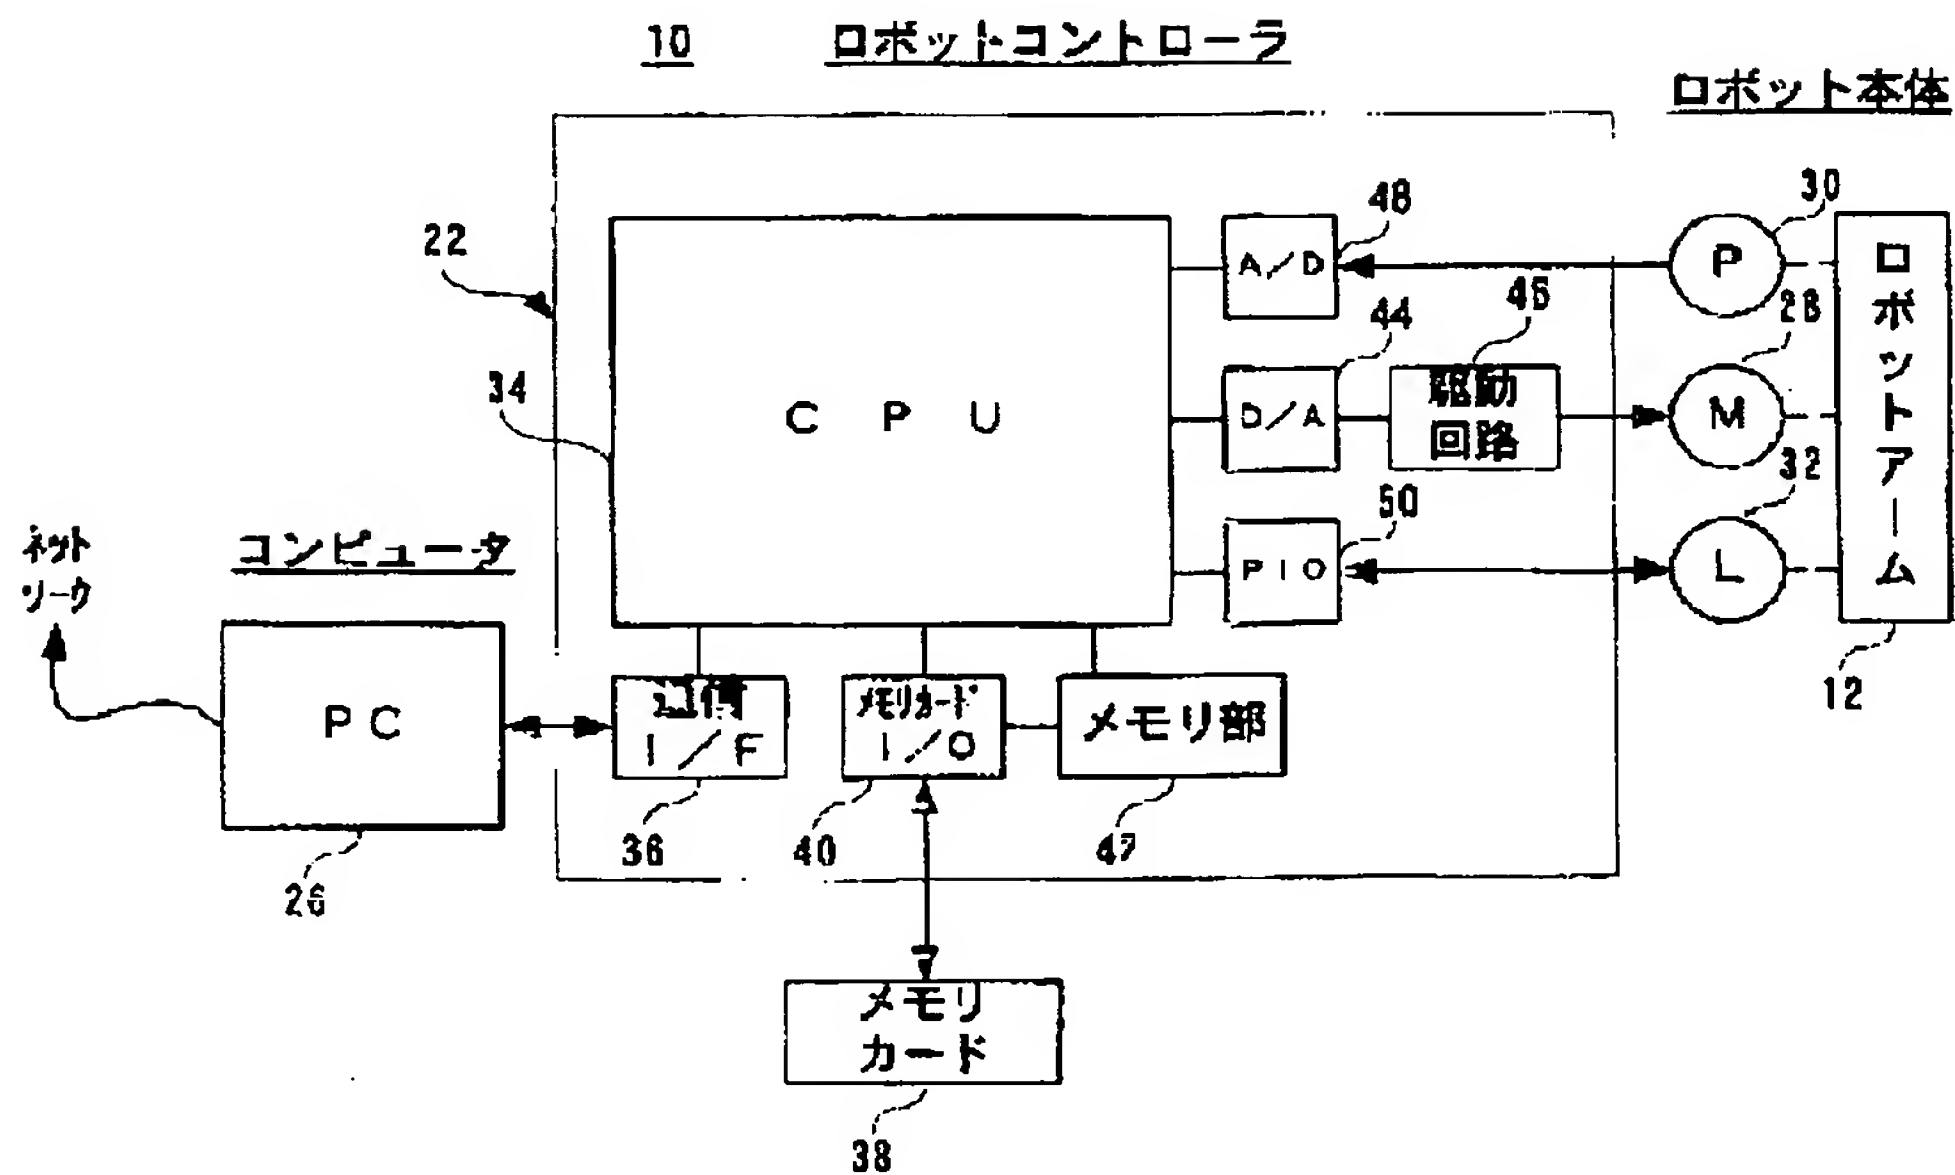 10 ロボットコントローラ
ロボット本体
22
34
CPU
A/D
48
D/A
44
駆動
回路
46
PIO
50
P
30
M
28
L
32
ロボットアーム
12
ネット
ワーク
コンピュータ
PC
26
通信
I/F
36
メモリカード
I/O
40
メモリ部
47
メモリ
カード
38